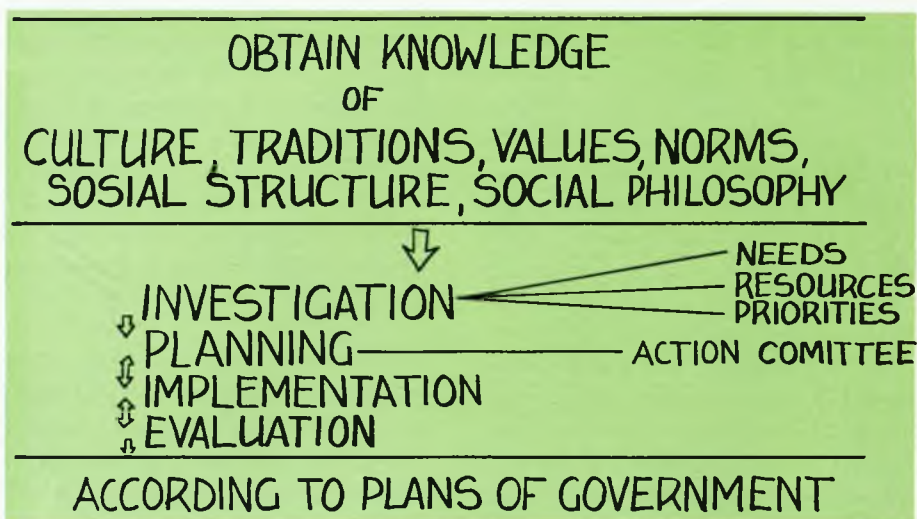 OBTAIN KNOWLEDGE
OF
CULTURE, TRADITIONS, VALUES, NORMS,
SOSIAL STRUCTURE, SOCIAL PHILOSOPHY
NEEDS
RESOURCES
INVESTIGATION
PRIORITIES
PLANNING ACTION COMITTEE
IMPLEMENTATION
EVALUATION
ACCORDING TO PLANS OF GOVERNMENT